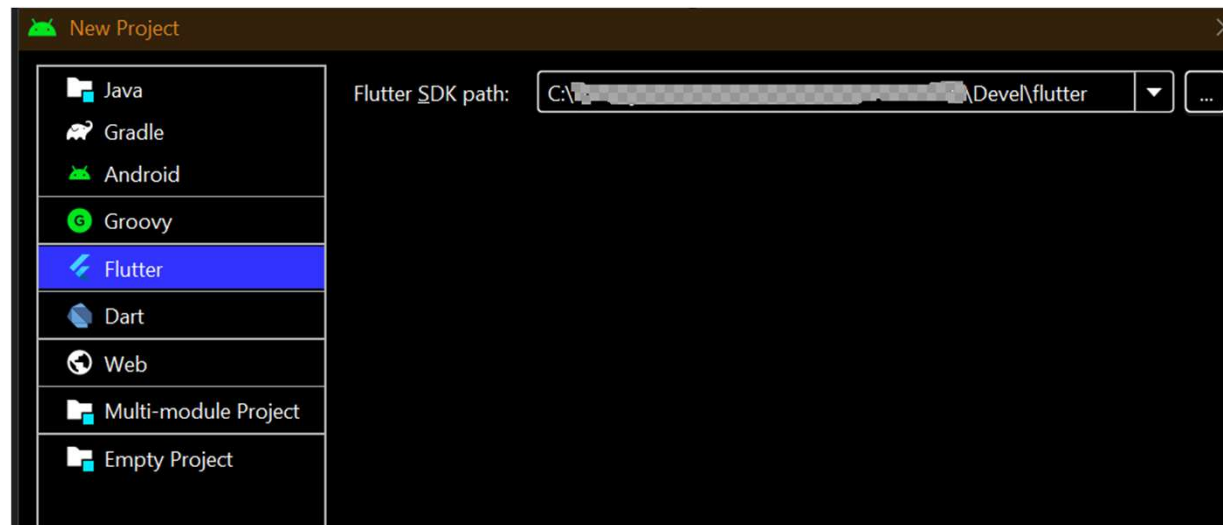 New Project
Java
Gradle
Android
Groovy
Flutter
Dart
Web
Multi-module Project
Empty Project
Flutter SDK path:
C:\ \Devel\flutter
...